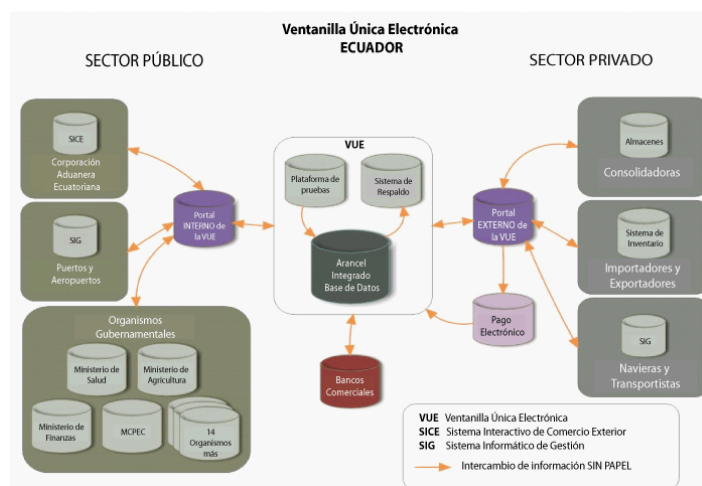 Ventanilla Única Electrónica
ECUADOR
SECTOR PÚBLICO
SECTOR PRIVADO
SICE
Corporación
Aduanera
Ecuatoriana
SIG
Puertos y
Aeropuertos
Organismos
Gubernamentales
Ministerio de
Salud
Ministerio de
Agricultura
Ministerio de
Finanzas
MCPEC
14
Organismos
más
Portal
INTERNO de
la VUE
VUE
Plataforma de
pruebas
Sistema de
Respaldo
Arancel
Integrado
Base de Datos
Bancos
Comerciales
Portal
EXTERNO de
la VUE
Pago
Electrónico
Almacenes
Consolidadoras
Sistema de
Inventario
Importadores y
Exportadores
SIG
Navieras y
Transportistas
VUE Ventanilla Única Electrónica
SICE Sistema Interactivo de Comercio Exterior
SIG Sistema Informático de Gestión
Intercambio de información SIN PAPEL